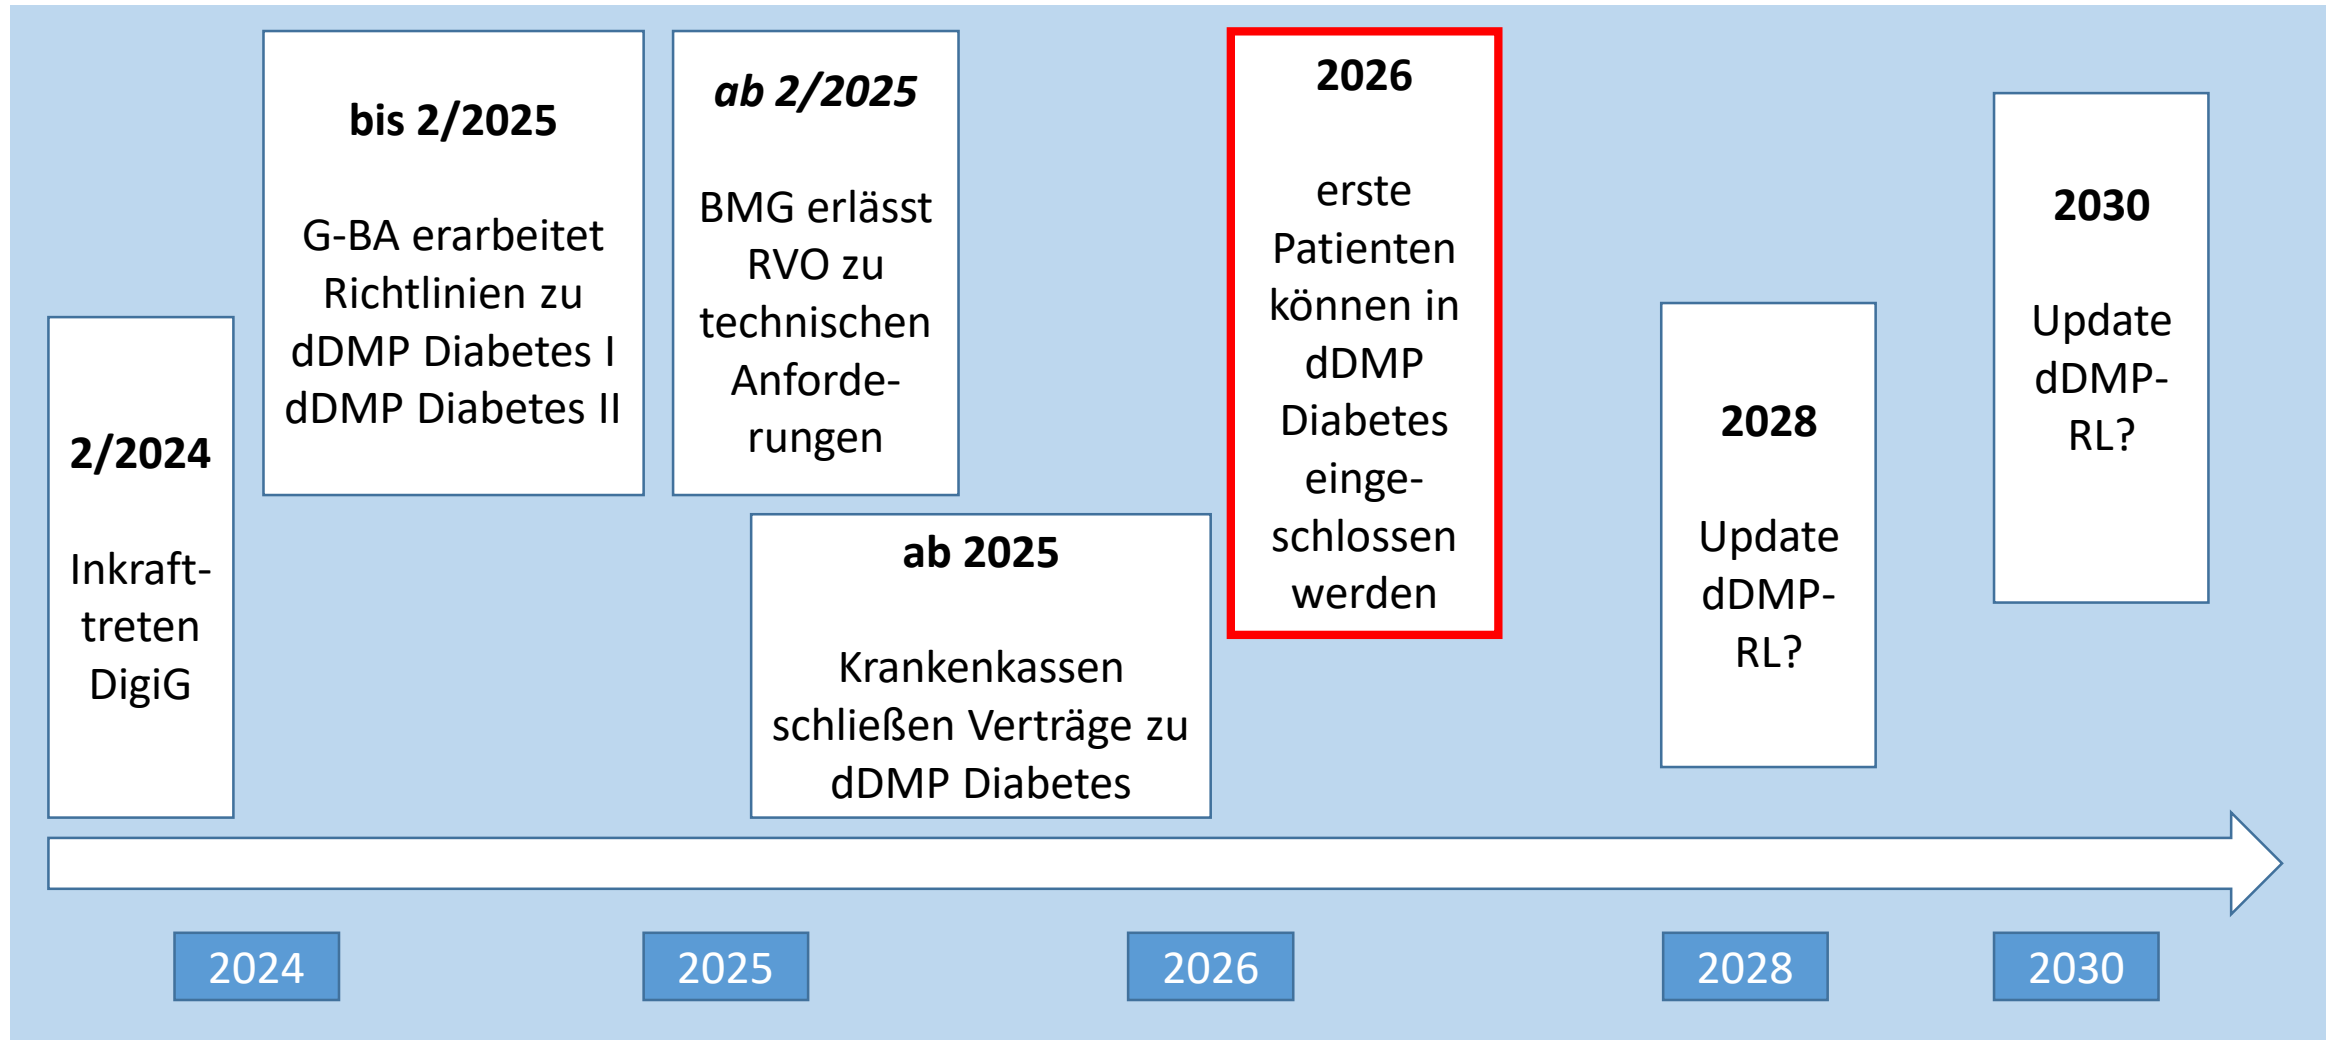 2/2024
Inkraft-
treten
DigiG
bis 2/2025
G-BA erarbeitet
Richtlinien zu
dDMP Diabetes I
dDMP Diabetes II
ab 2/2025
BMG erlässt
RVO zu
technischen
Anforde-
rungen
ab 2025
Krankenkassen
schließen Verträge zu
dDMP Diabetes
2026
erste
Patienten
können in
dDMP
Diabetes
einge-
schlossen
werden
2028
Update
dDMP-
RL?
2030
Update
dDMP-
RL?
2024
2025
2026
2028
2030